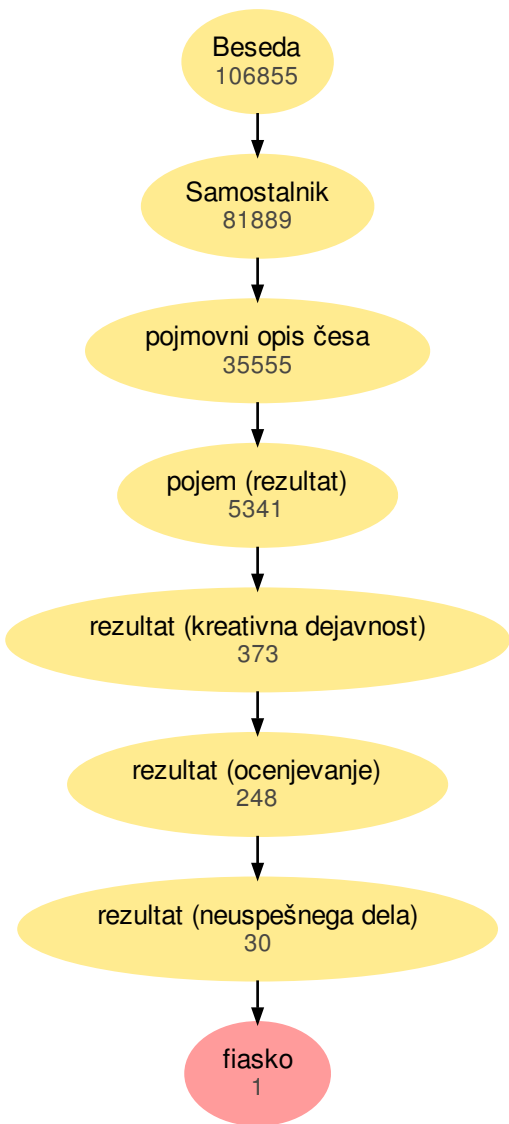 Beseda
106855
Samostalnik
81889
pojmovni opis česa
35555
pojem (rezultat)
5341
rezultat (kreativna dejavnost)
373
rezultat (ocenjevanje)
248
rezultat (neuspešnega dela)
30
fiasko
1